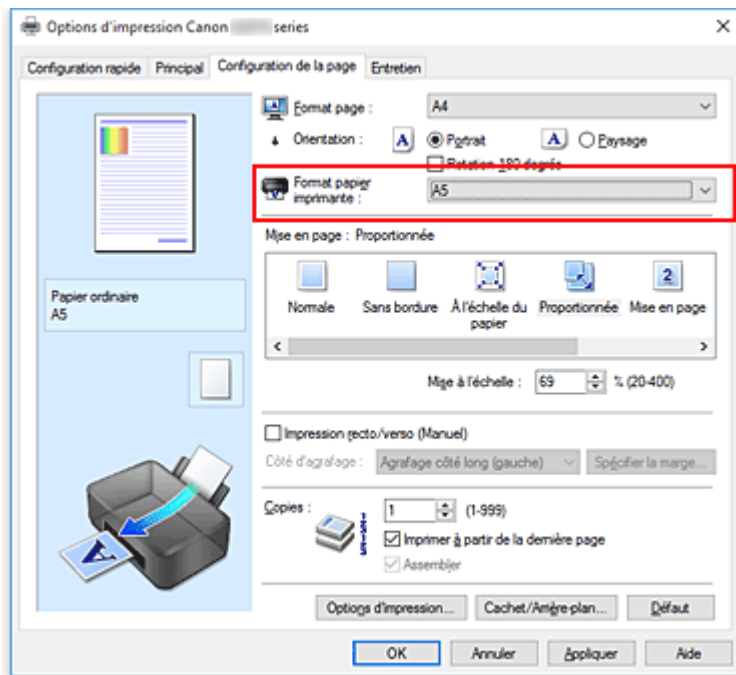 Options d'impression Canon series
Configuration rapide Principal Configuration de la page Entretien
Format page : A4
Orientation : A Portrait A Paysage
Rotation 180 degrés
Format papier
imprimante : A5
Mise en page : Proportionnée
Normale Sans bordure À l'échelle du
papier Proportionnée 2 Mise en page
Papier ordinaire
A5
Mise à l'échelle : 69 % (20-400)
Impression recto/verso (Manuel)
Côté d'agrafage : Agrafage côté long (gauche) Spécifier la marge...
Copies : 1 (1-999)
Imprimer à partir de la dernière page
Assembler
A
Options d'impression... Cachet/Arrière-plan... Défaut
OK Annuler Appliquer Aide